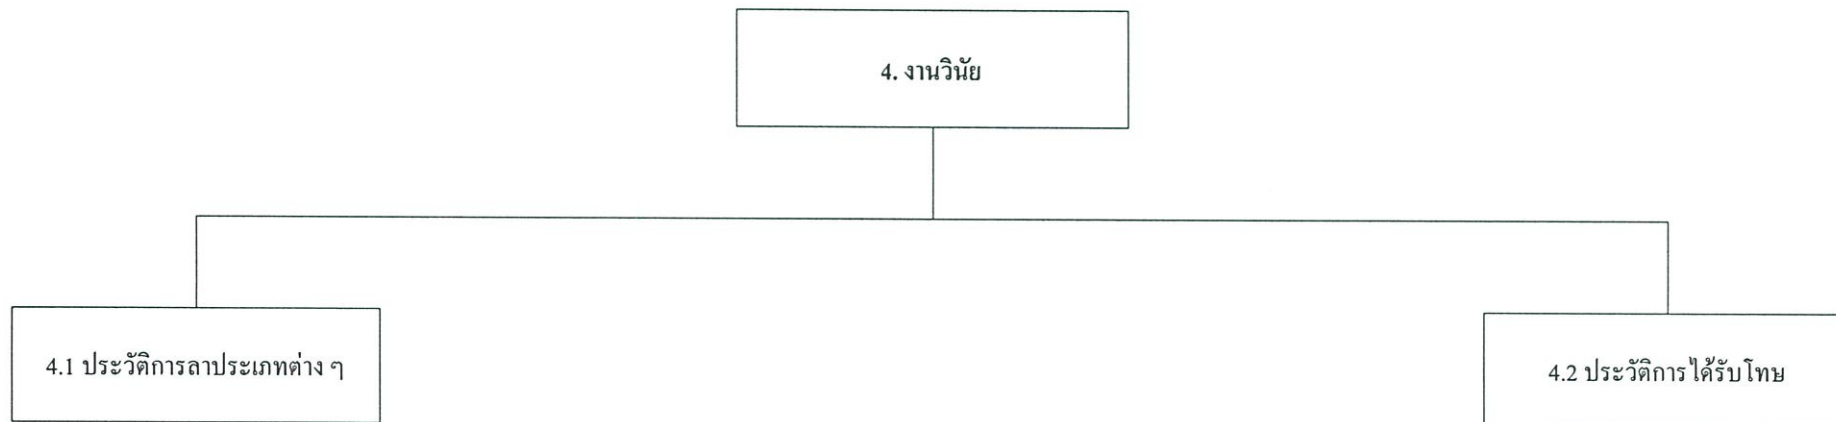 4. งานวินัย
4.1 ประวัติการลาประเภทต่าง ๆ
4.2 ประวัติการได้รับโทษ